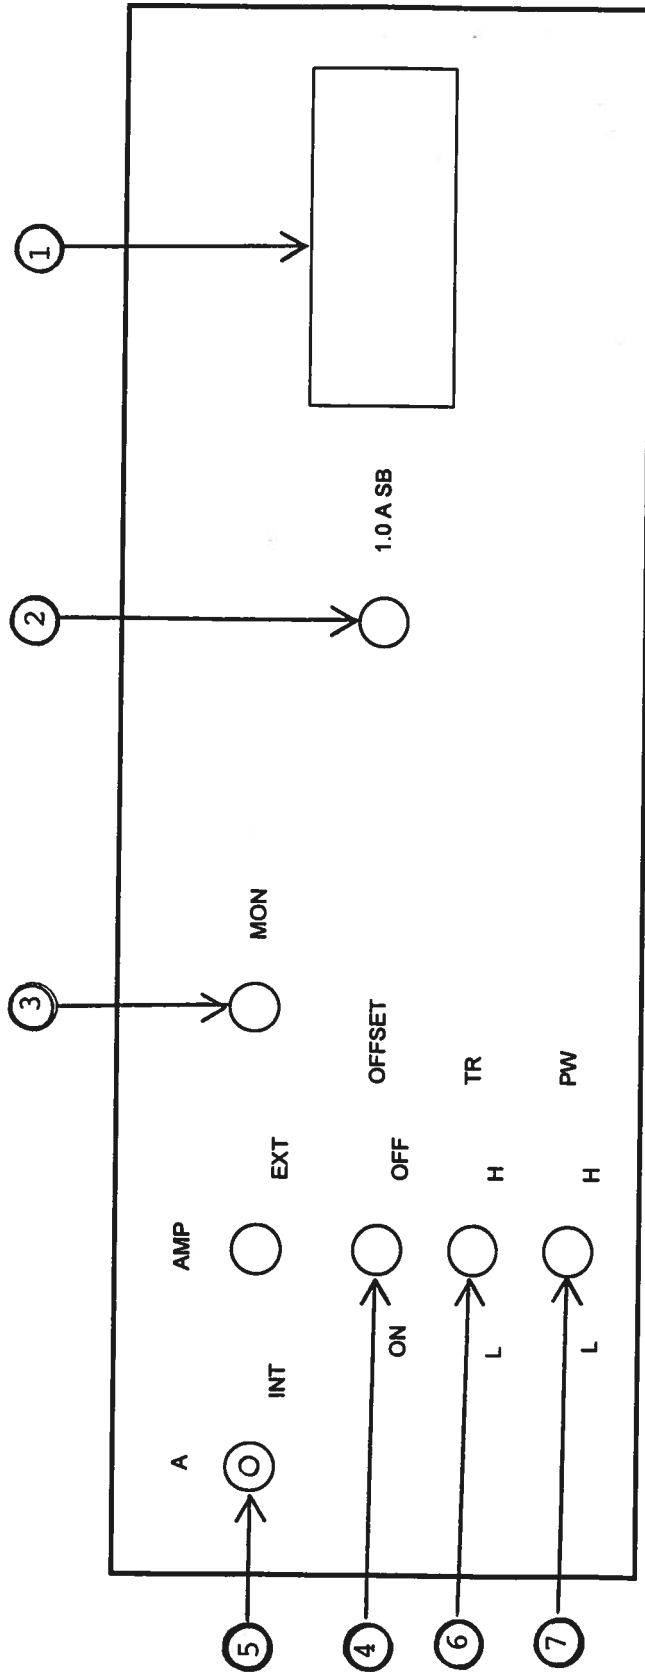 3 2 1
A AMP
5 INT EXT MON
4 ON OFF OFFSET 1.0 A SB
6 L H TR
7 L H PW